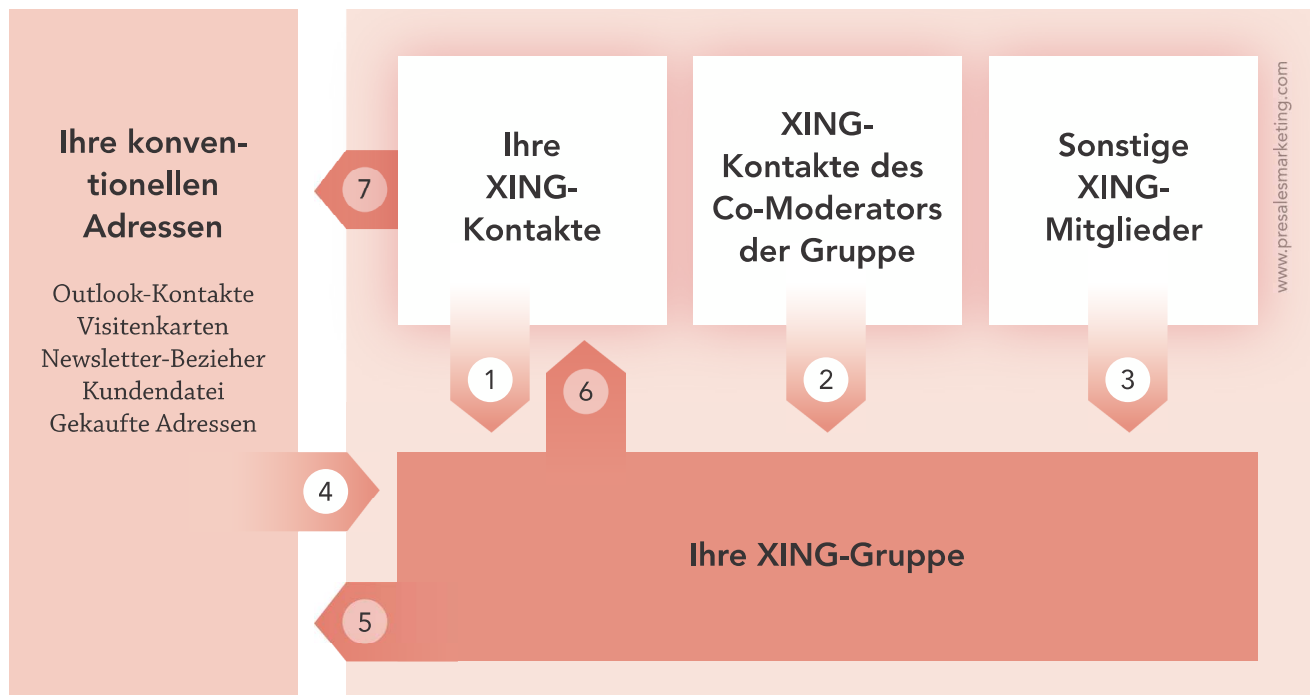 Ihre konven-
tionellen
Adressen
Outlook-Kontakte
Visitenkarten
Newsletter-Bezieher
Kundendatei
Gekaufte Adressen
7
Ihre
XING-
Kontakte
XING-
Kontakte des
Co-Moderators
der Gruppe
Sonstige
XING-
Mitglieder
www.presalesmarketing.com
1
6
2
3
4
Ihre XING-Gruppe
5